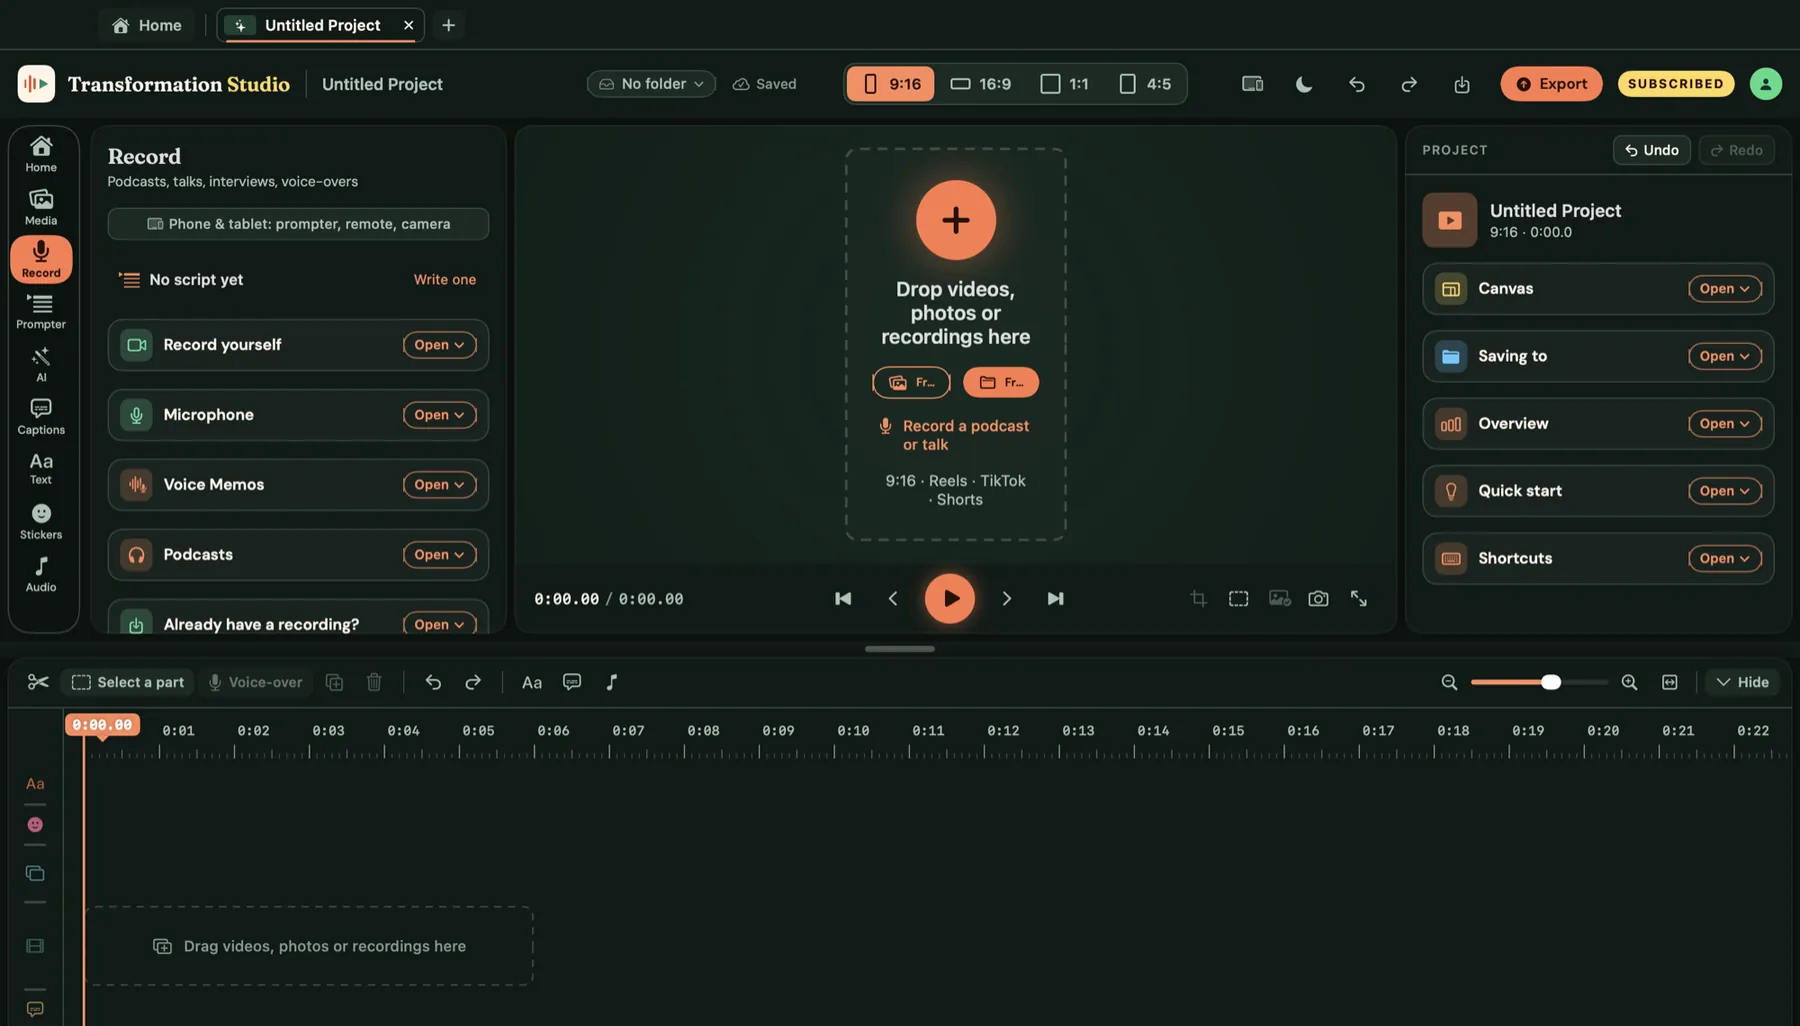 Home
Untitled Project
Transformation Studio
Untitled Project
No folder
Saved
9:16
16:9
1:1
4:5
Export
SUBSCRIBED
Home
Media
Record
Prompter
AI
Captions
Aa
Text
Stickers
Audio
Record
Podcasts, talks, interviews, voice-overs
Phone & tablet: prompter, remote, camera
No script yet
Write one
Record yourself
Open
Microphone
Open
Voice Memos
Open
Podcasts
Open
Already have a recording?
Open
Drop videos,
photos or
recordings here
Fr...
Fr...
Record a podcast
or talk
9:16 · Reels · TikTok
· Shorts
0:00.00 / 0:00.00
PROJECT
Undo
Redo
Untitled Project
9:16 · 0:00.0
Canvas
Open
Saving to
Open
Overview
Open
Quick start
Open
Shortcuts
Open
Select a part
Voice-over
Aa
Hide
0:00.00
0:01
0:02
0:03
0:04
0:05
0:06
0:07
0:08
0:09
0:10
0:11
0:12
0:13
0:14
0:15
0:16
0:17
0:18
0:19
0:20
0:21
0:22
Aa
Drag videos, photos or recordings here